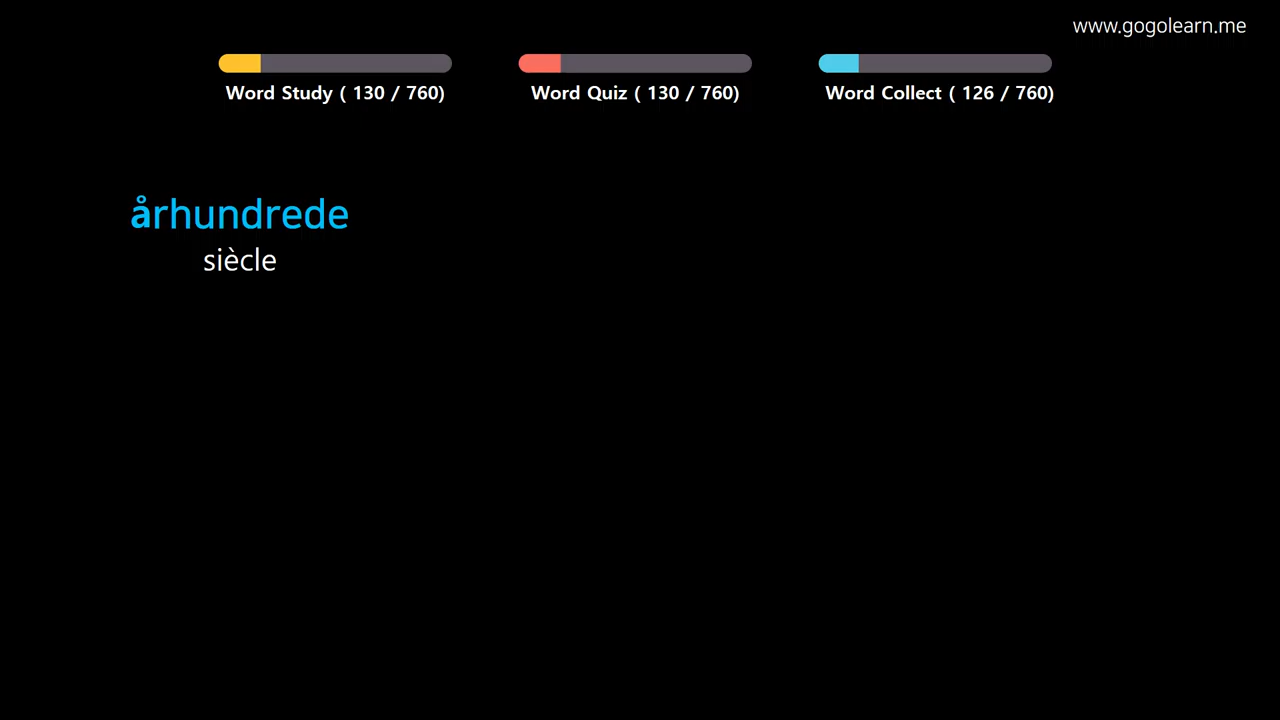 www.gogolearn.me
Word Study ( 130 / 760)
Word Quiz ( 130 / 760)
Word Collect ( 126 / 760)
århundrede
siècle